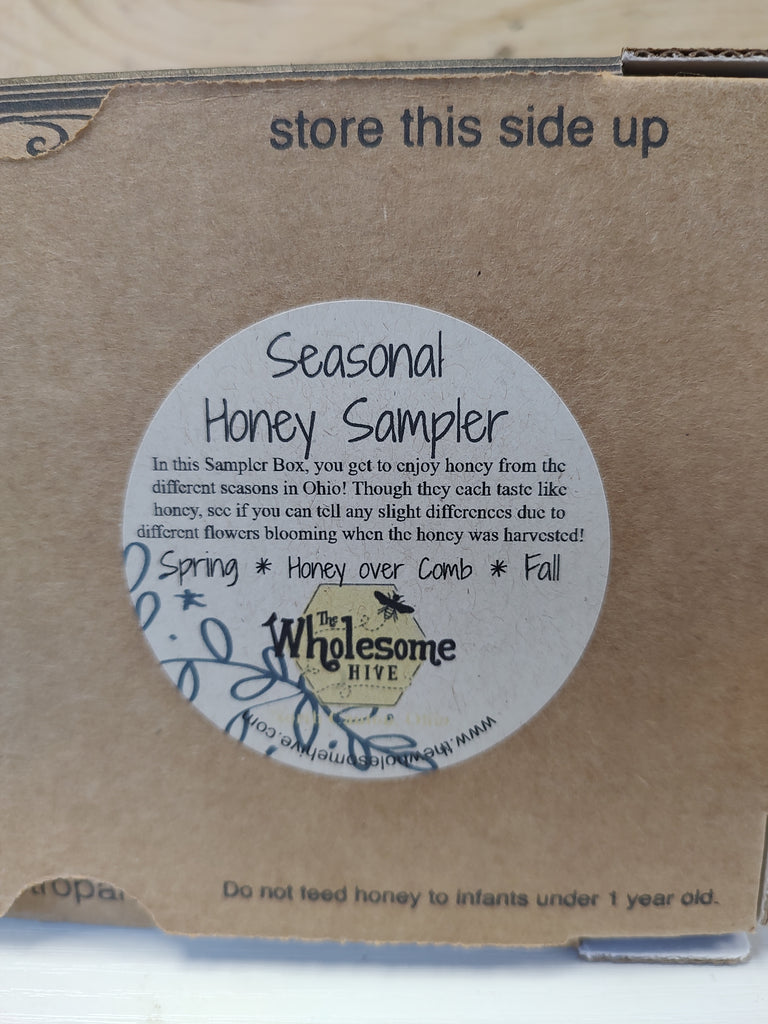 store this side up
Seasonal
Honey Sampler
In this Sampler Box, you get to enjoy honey from the
different seasons in Ohio! Though they each taste like
honey, see if you can tell any slight differences due to
different flowers blooming when the honey was harvested!
Spring * Honey over Comb * Fall
The
Wholesome
HIVE
Ohio
www.thewholesomehive.com
Do not feed honey to infants under 1 year old.